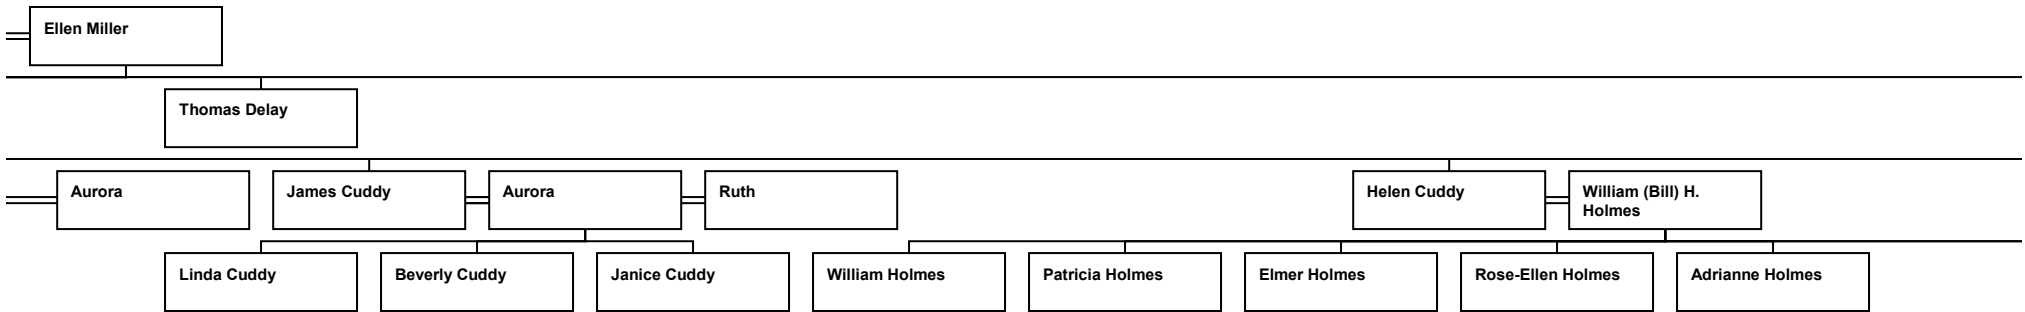 Ellen Miller
Thomas Delay
Aurora
James Cuddy
Aurora
Ruth
Helen Cuddy
William (Bill) H.
Holmes
Linda Cuddy
Beverly Cuddy
Janice Cuddy
William Holmes
Patricia Holmes
Elmer Holmes
Rose-Ellen Holmes
Adrianne Holmes